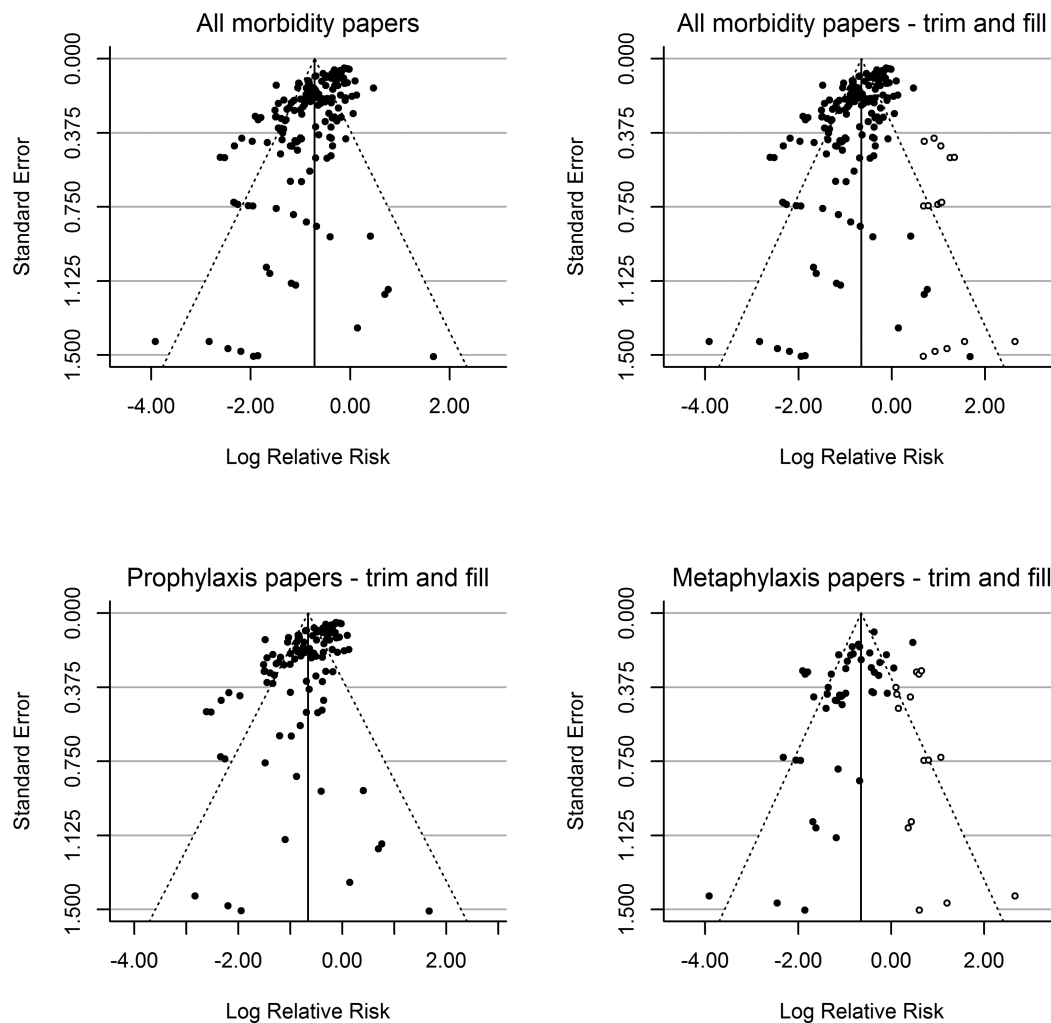 All morbidity papers
Standard Error
0.000
0.375
0.750
1.125
1.500
-4.00 -2.00 0.00 2.00
Log Relative Risk
All morbidity papers - trim and fill
Standard Error
0.000
0.375
0.750
1.125
1.500
-4.00 -2.00 0.00 2.00
Log Relative Risk
Prophylaxis papers - trim and fill
Standard Error
0.000
0.375
0.750
1.125
1.500
-4.00 -2.00 0.00 2.00
Log Relative Risk
Metaphylaxis papers - trim and fill
Standard Error
0.000
0.375
0.750
1.125
1.500
-4.00 -2.00 0.00 2.00
Log Relative Risk